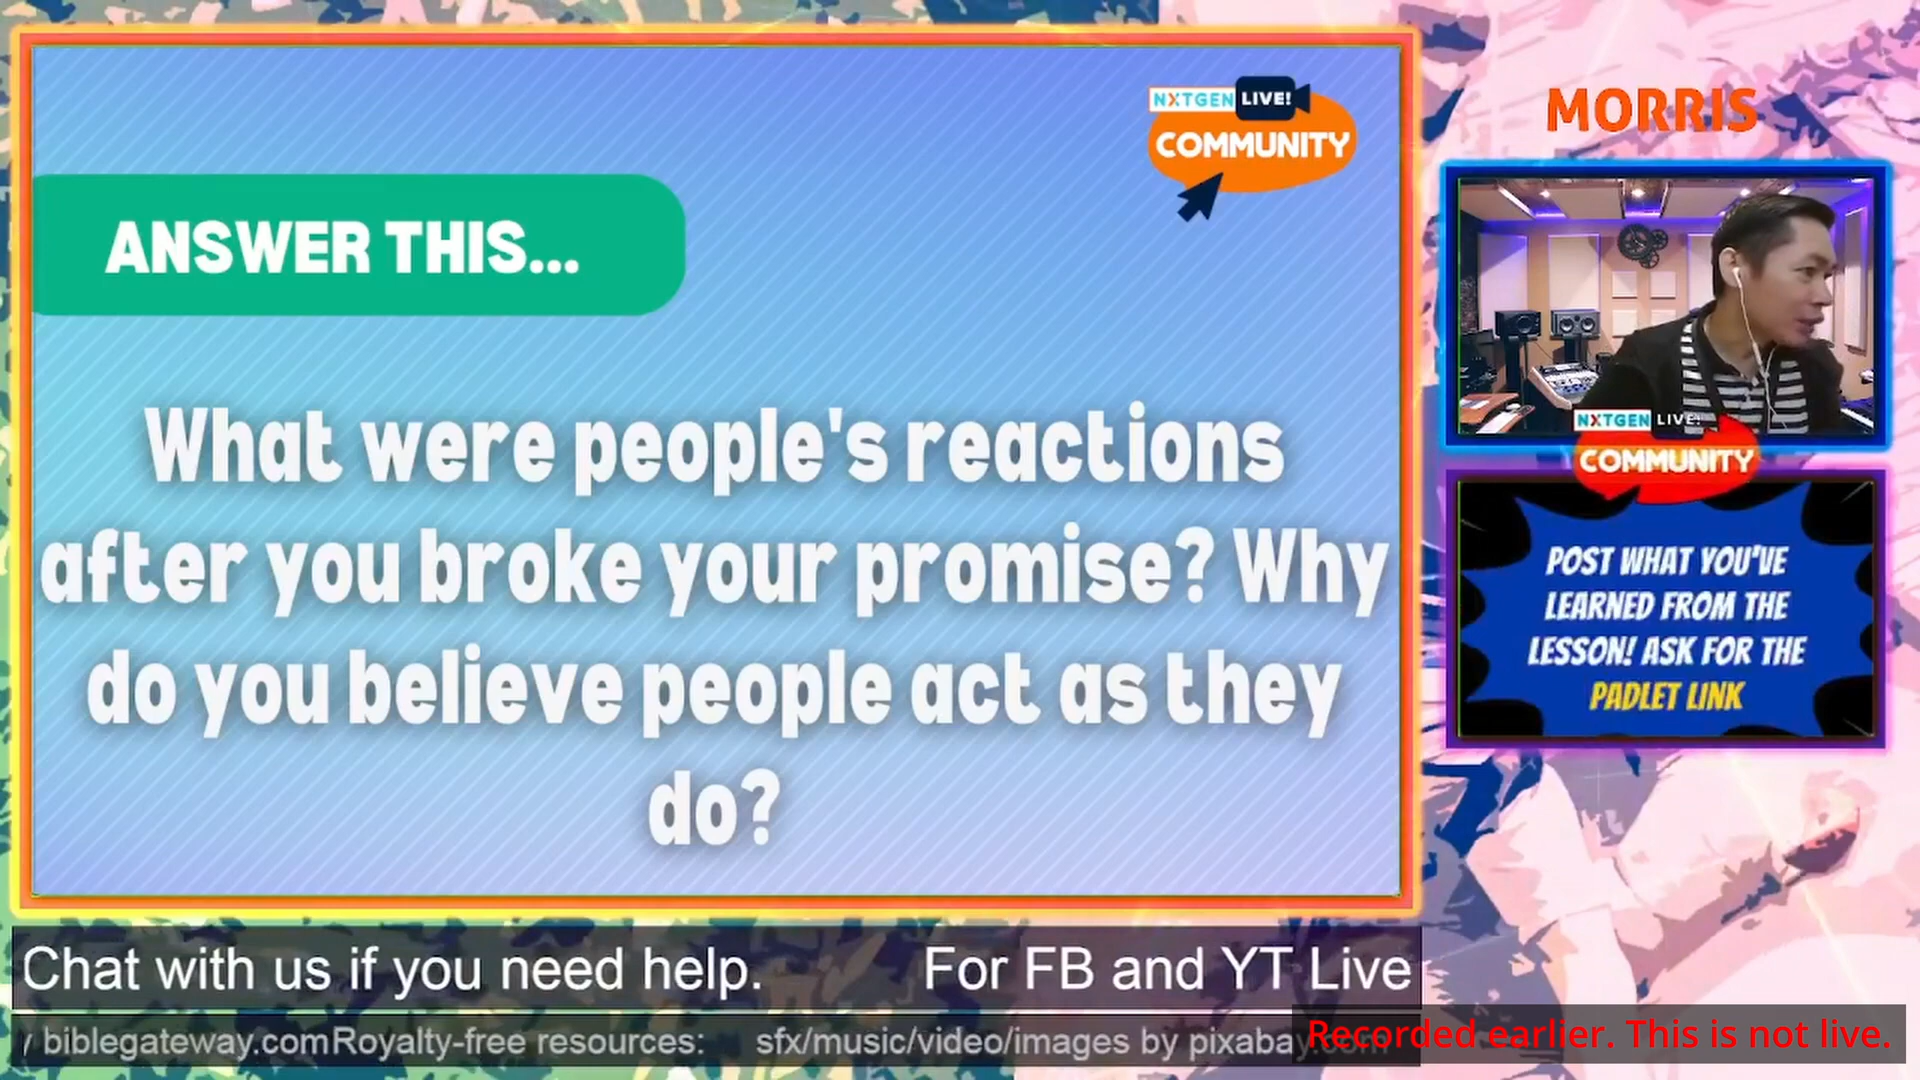 NXTGEN LIVE!
COMMUNITY
ANSWER THIS...
What were people's reactions
after you broke your promise? Why
do you believe people act as they
do?
MORRIS
NXTGEN LIVE!
COMMUNITY
POST WHAT YOU'VE
LEARNED FROM THE
LESSON! ASK FOR THE
PADLET LINK
Chat with us if you need help. For FB and YT Live
/ biblegateway.comRoyalty-free resources: sfx/music/video/images by pixabay.com
Recorded earlier. This is not live.